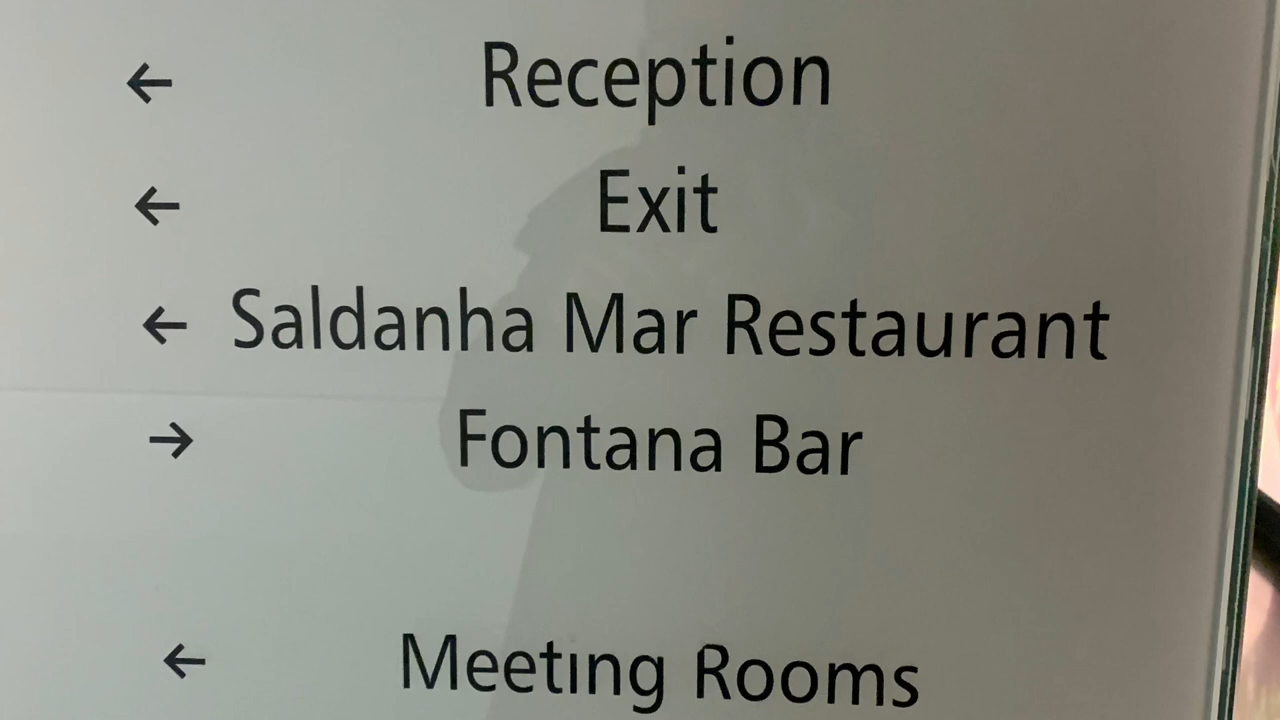 ← Reception
← Exit
← Saldanha Mar Restaurant
→ Fontana Bar
← Meeting Rooms